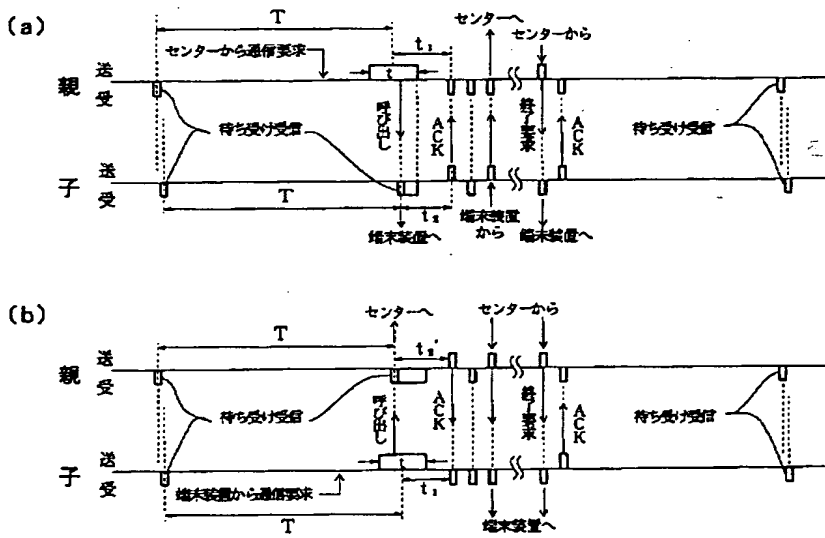 (a)
T
センターから通信要求
t₁
センターへ
センターから
t
親
送
受
待ち受け受信
呼び出し
ACK
終了要求
ACK
待ち受け受信
子
送
受
T
t₂
端末装置へ
端末装置から
端末装置へ
(b)
T
センターへ
t₂'
センターから
親
送
受
待ち受け受信
呼び出し
ACK
終了要求
ACK
待ち受け受信
子
送
受
t
端末装置から通信要求
T
t₁
端末装置へ